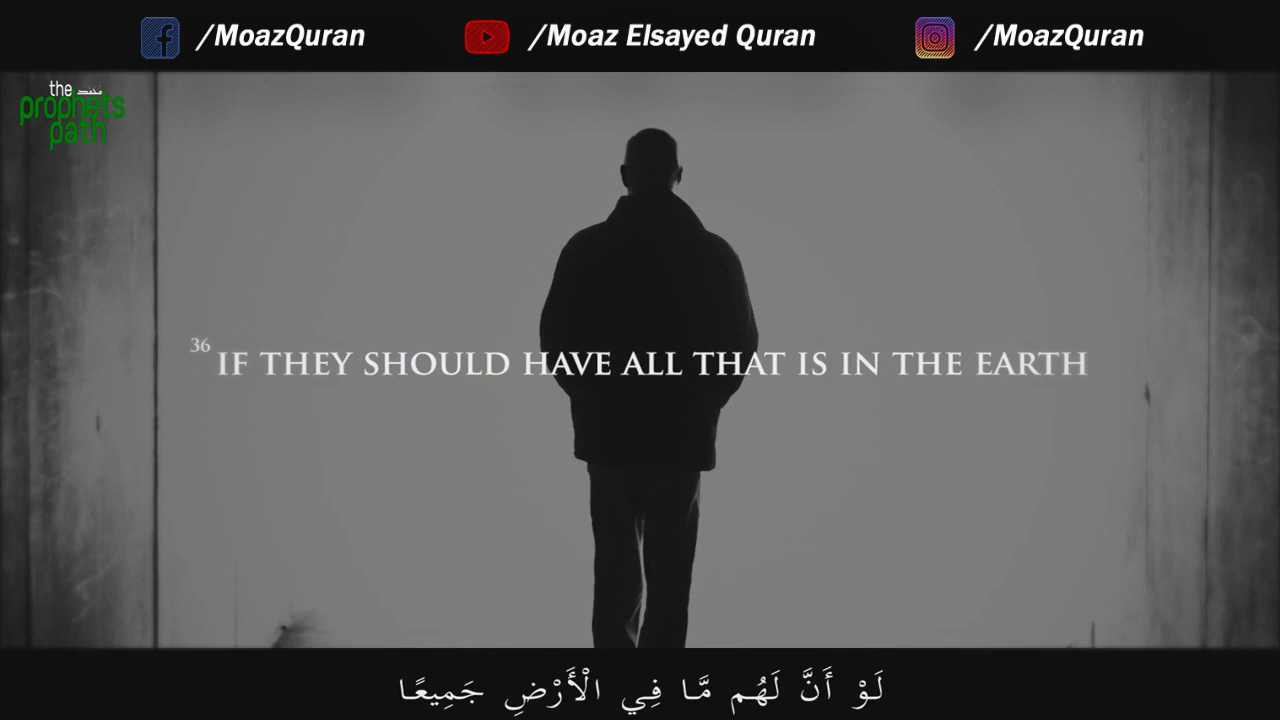 /MoazQuran
/Moaz Elsayed Quran
/MoazQuran
the محمد
prophets
path
36 IF THEY SHOULD HAVE ALL THAT IS IN THE EARTH
لَوْ أَنَّ لَهُم مَّا فِي الْأَرْضِ جَمِيعًا